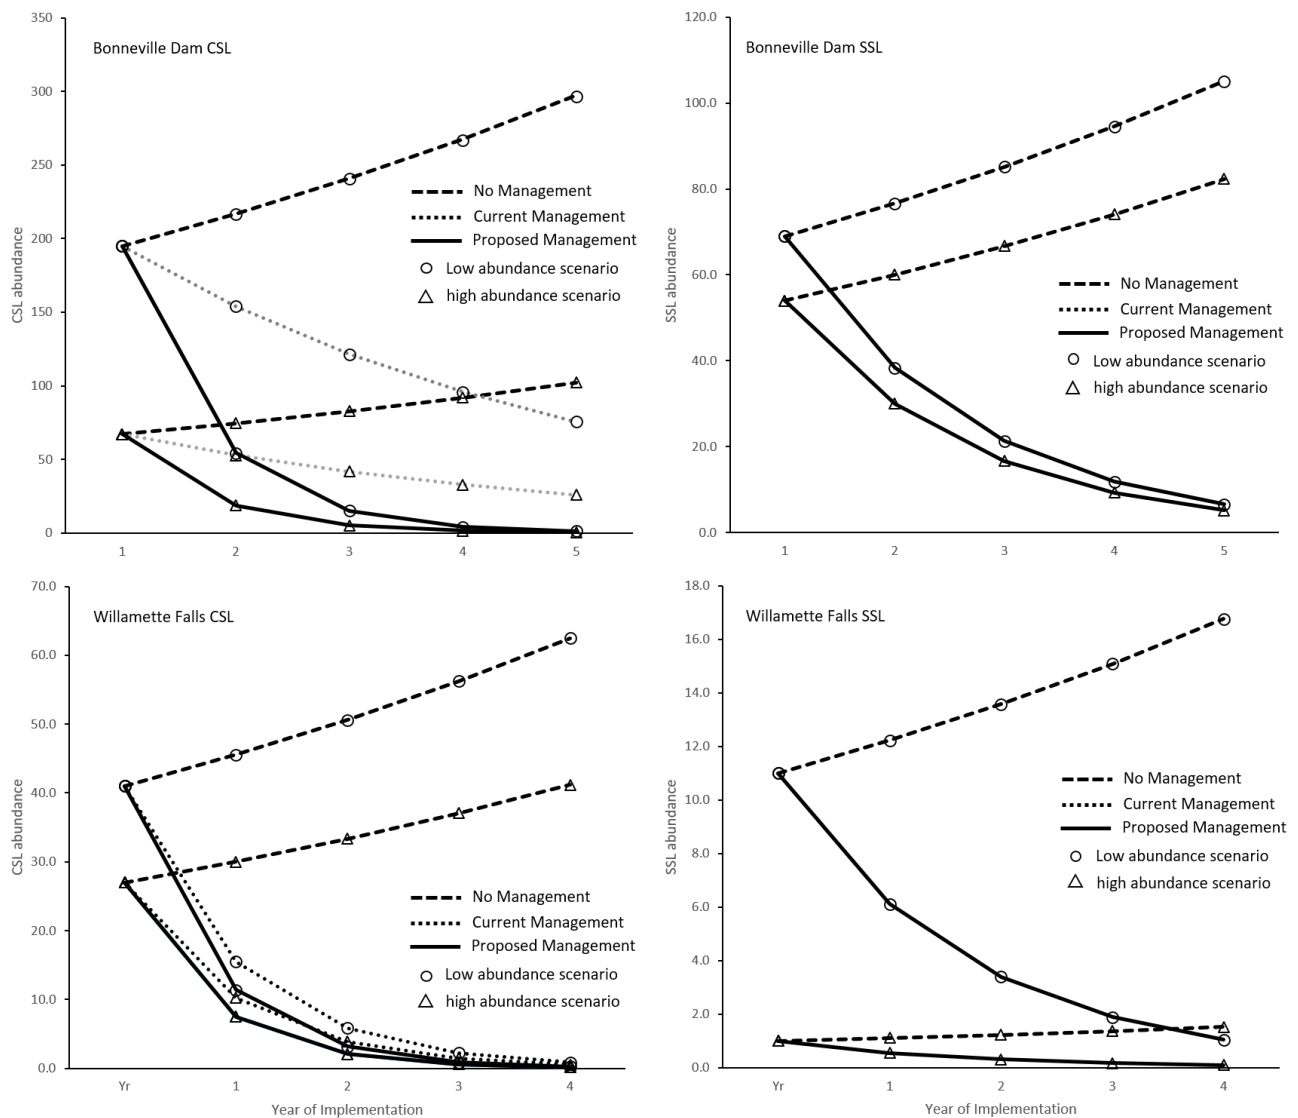 Bonneville Dam CSL
CSL abundance
350
300
250
200
150
100
50
0
1 2 3 4 5
No Management
Current Management
Proposed Management
Low abundance scenario
high abundance scenario
Bonneville Dam SSL
SSL abundance
120.0
100.0
80.0
60.0
40.0
20.0
0.0
1 2 3 4 5
No Management
Current Management
Proposed Management
Low abundance scenario
high abundance scenario
Willamette Falls CSL
CSL abundance
70.0
60.0
50.0
40.0
30.0
20.0
10.0
0.0
Yr 1 2 3 4
Year of Implementation
No Management
Current Management
Proposed Management
Low abundance scenario
high abundance scenario
Willamette Falls SSL
SSL abundance
18.0
16.0
14.0
12.0
10.0
8.0
6.0
4.0
2.0
0.0
Yr 1 2 3 4
Year of Implementation
No Management
Current Management
Proposed Management
Low abundance scenario
high abundance scenario